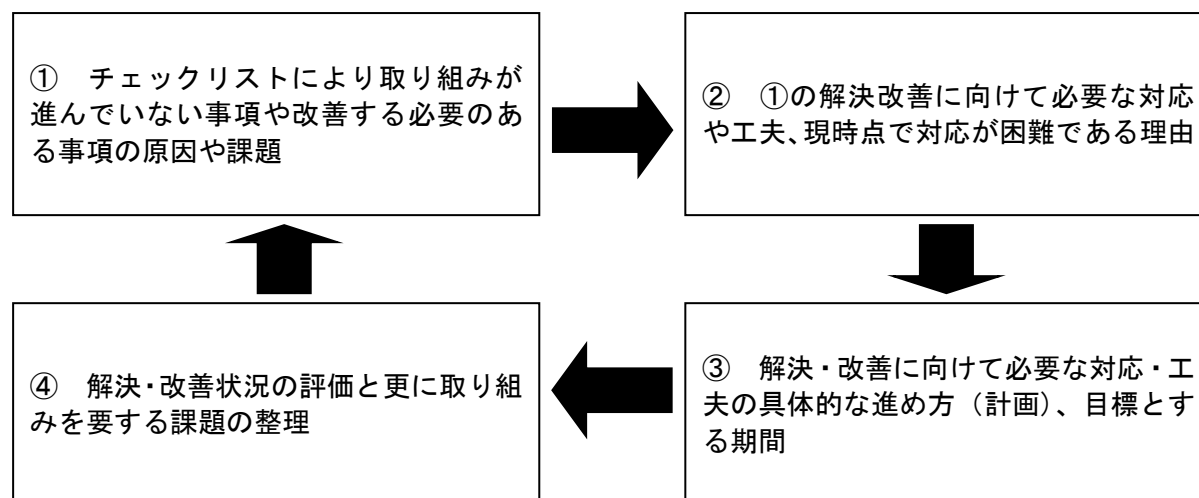 ① チェックリストにより取り組みが
進んでいない事項や改善する必要のあ
る事項の原因や課題
② ①の解決改善に向けて必要な対応
や工夫、現時点で対応が困難である理由
③ 解決・改善に向けて必要な対応・工
夫の具体的な進め方（計画）、目標とす
る期間
④ 解決・改善状況の評価と更に取り組
みを要する課題の整理